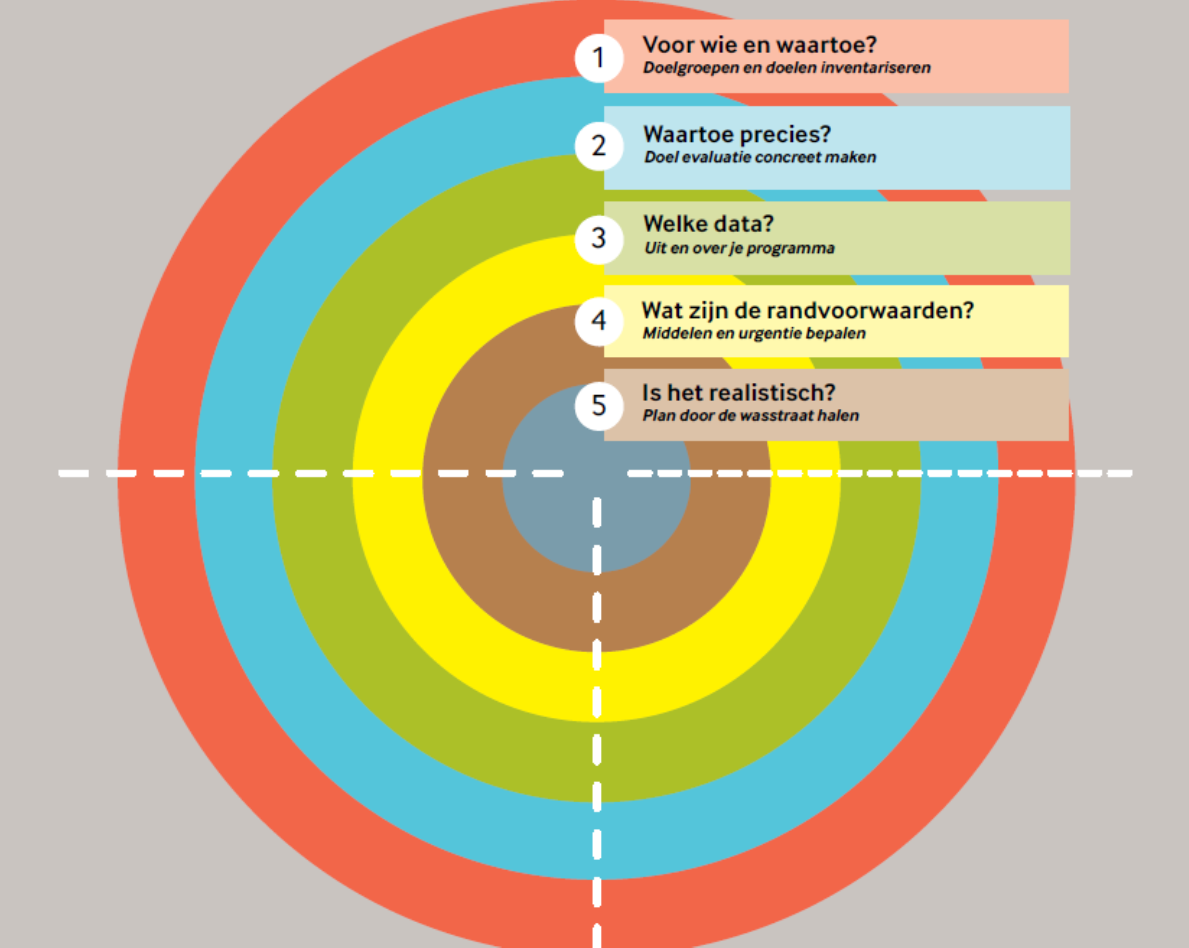 1
Voor wie en waartoe?
Doelgroepen en doelen inventariseren
2
Waartoe precies?
Doel evaluatie concreet maken
3
Welke data?
Uit en over je programma
4
Wat zijn de randvoorwaarden?
Middelen en urgentie bepalen
5
Is het realistisch?
Plan door de wasstraat halen